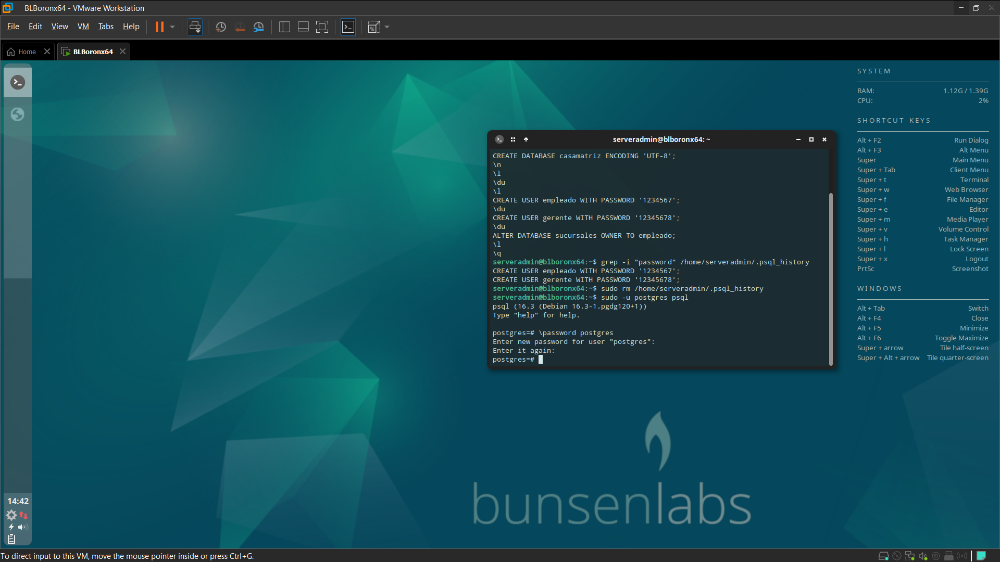 BLBoronx64 - VMware Workstation
File Edit View VM Tabs Help
Home
BLBoronx64
SYSTEM
RAM: 1.12G / 1.39G
CPU: 2%
SHORTCUT KEYS
Alt + F2 Run Dialog
Alt + F3 Alt Menu
Super Main Menu
Super + Tab Client Menu
Super + t Terminal
Super + w Web Browser
Super + f File Manager
Super + e Editor
Super + m Media Player
Super + v Volume Control
Super + h Task Manager
Super + l Lock Screen
Super + x Logout
PrtSc Screenshot
WINDOWS
Alt + Tab Switch
Alt + F4 Close
Alt + F5 Minimize
Alt + F6 Toggle Maximize
Super + arrow Tile half-screen
Super + Alt + arrow Tile quarter-screen
serveradmin@blboronx64: ~
CREATE DATABASE casamatriz ENCODING 'UTF-8';
\n
\l
\du
\l
CREATE USER empleado WITH PASSWORD '1234567';
\du
CREATE USER gerente WITH PASSWORD '12345678';
\du
ALTER DATABASE sucursales OWNER TO empleado;
\l
\q
serveradmin@blboronx64:~$ grep -i "password" /home/serveradmin/.psql_history
CREATE USER empleado WITH PASSWORD '1234567';
CREATE USER gerente WITH PASSWORD '12345678';
serveradmin@blboronx64:~$ sudo rm /home/serveradmin/.psql_history
serveradmin@blboronx64:~$ sudo -u postgres psql
psql (16.3 (Debian 16.3-1.pgdg120+1))
Type "help" for help.
postgres=# \password postgres
Enter new password for user "postgres":
Enter it again:
postgres=#
bunsenlabs
14:42
To direct input to this VM, move the mouse pointer inside or press Ctrl+G.